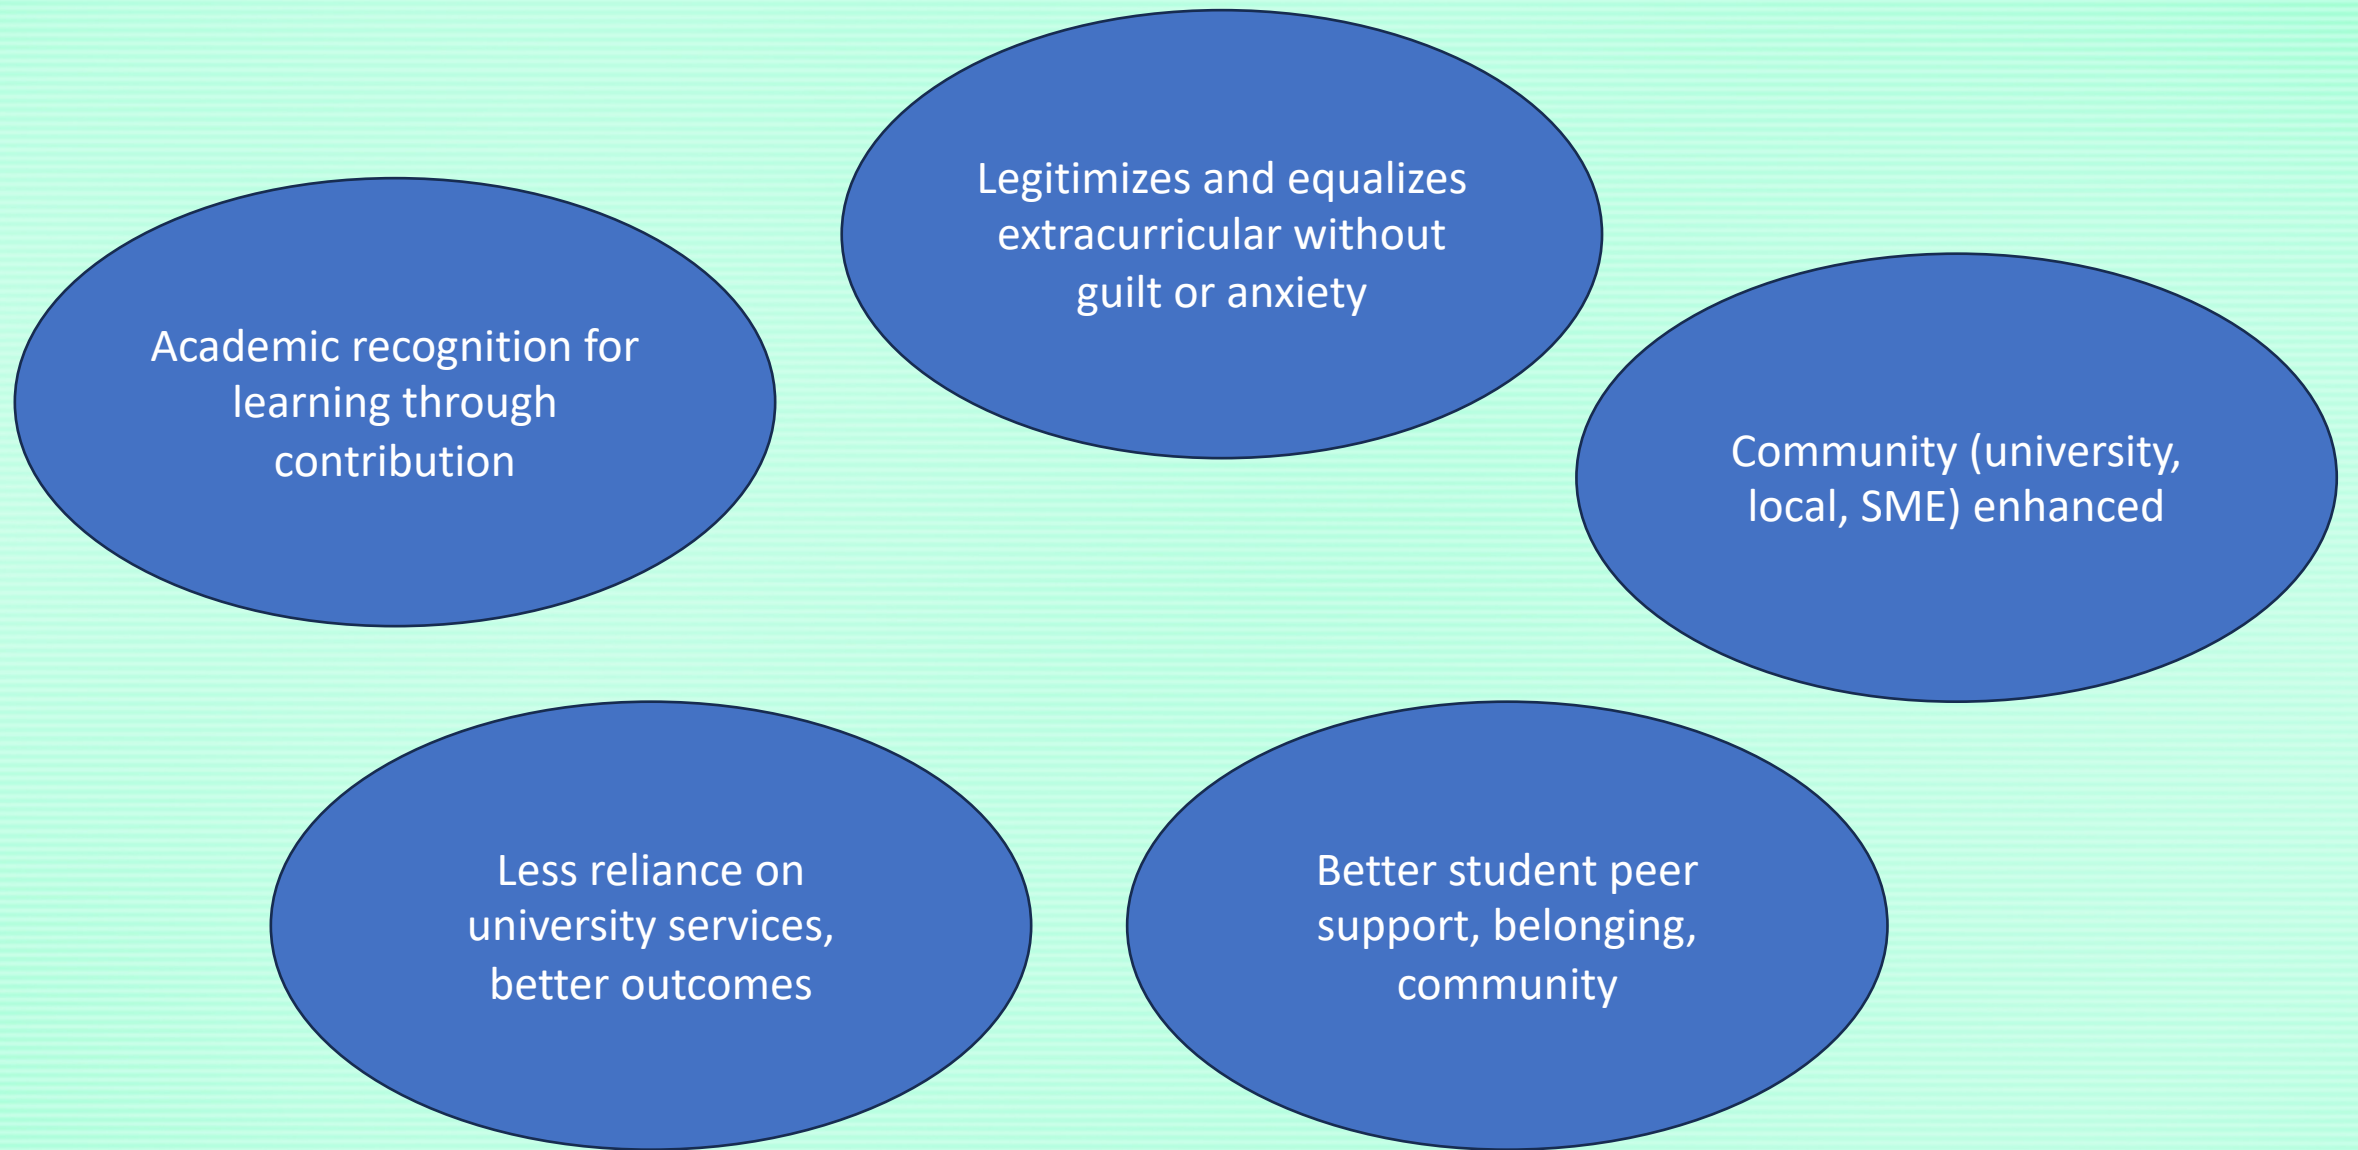 Legitimizes and equalizes
extracurricular without
guilt or anxiety
Academic recognition for
learning through
contribution
Community (university,
local, SME) enhanced
Less reliance on
university services,
better outcomes
Better student peer
support, belonging,
community